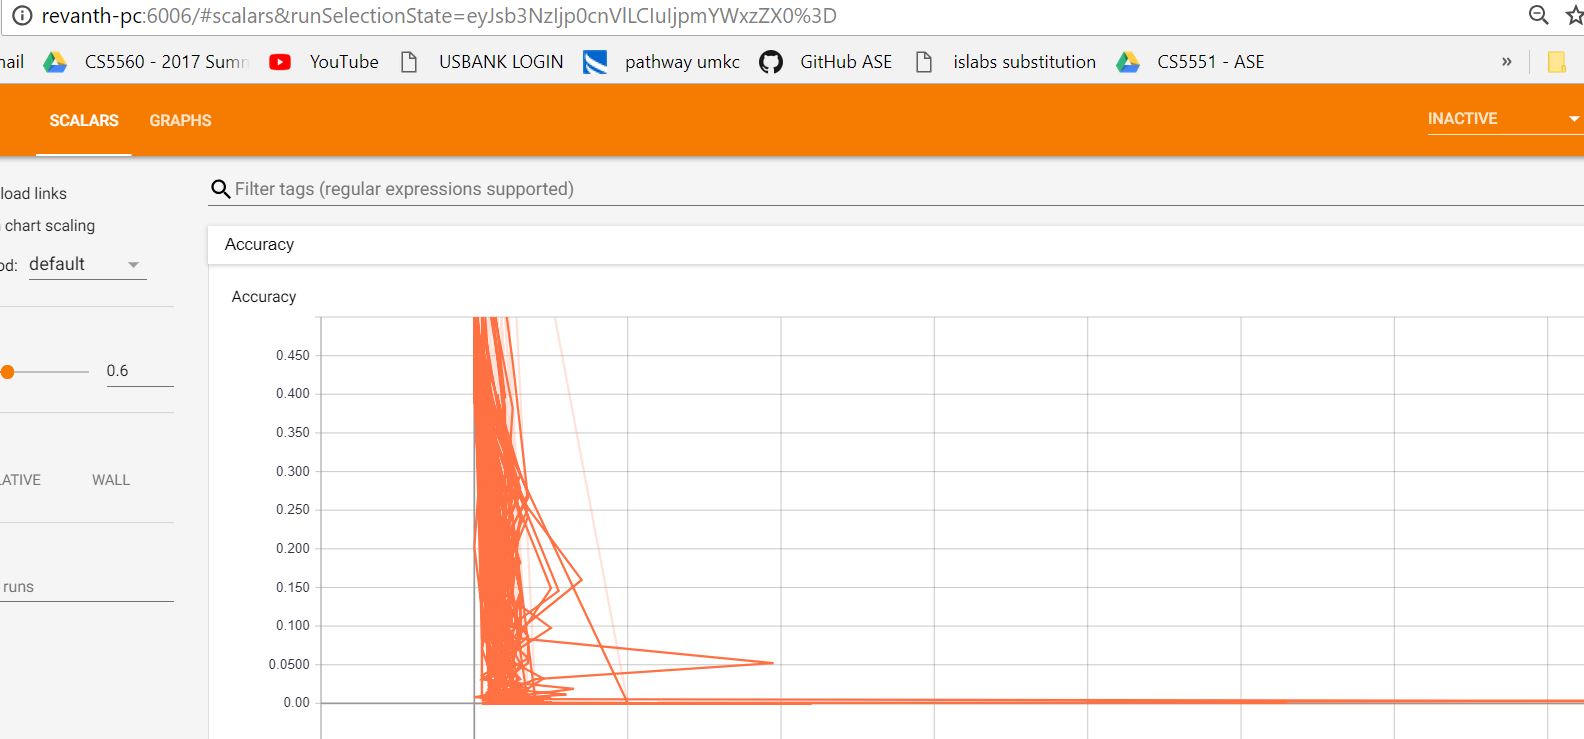 revanth-pc:6006/#scalars&runSelectionState=eyJsb3NzIjp0cnVlLCIuIjpmYWxzZX0%3D
ail CS5560 - 2017 Sumn YouTube USBANK LOGIN pathway umkc GitHub ASE islabs substitution CS5551 - ASE »
SCALARS GRAPHS INACTIVE
load links
Filter tags (regular expressions supported)
chart scaling
Accuracy
od: default
Accuracy
0.450
0.6
0.400
0.350
0.300
LATIVE WALL
0.250
0.200
runs
0.150
0.100
0.0500
0.00